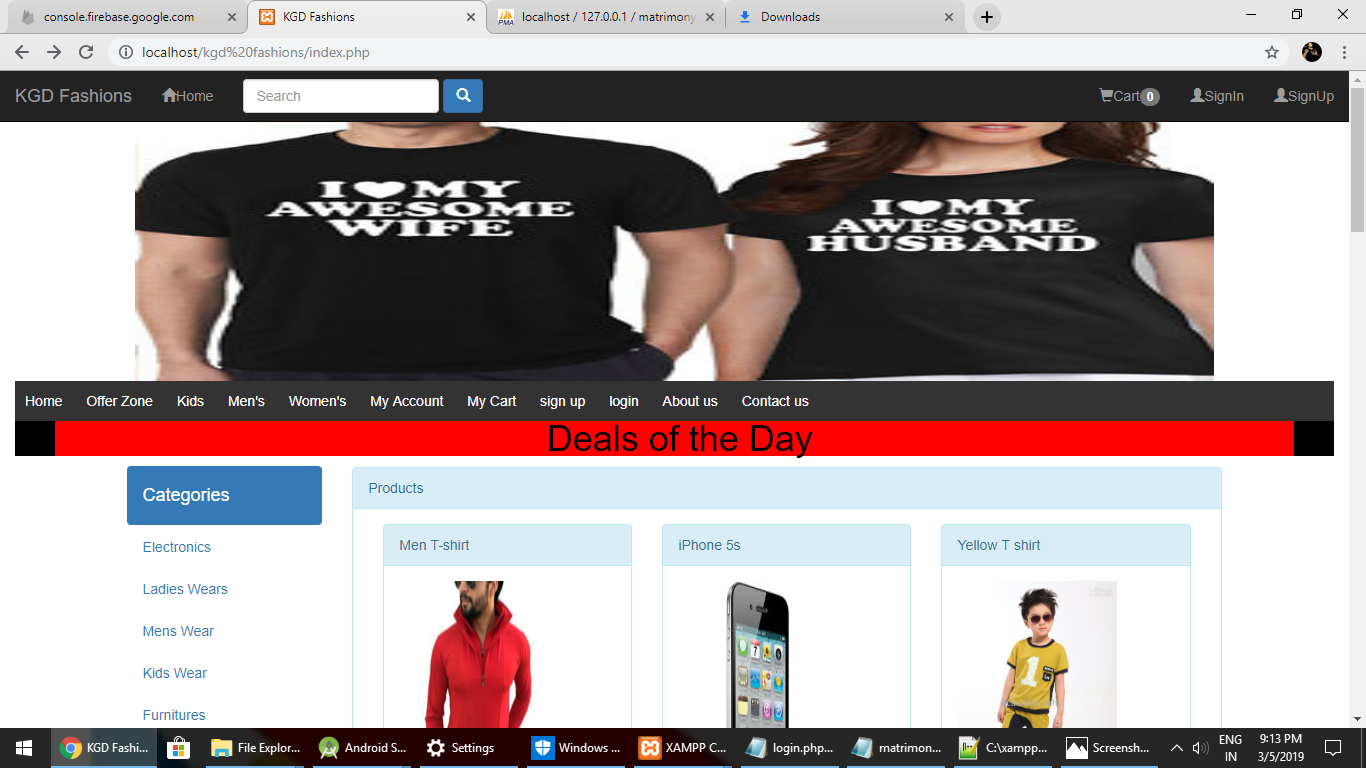 console.firebase.google.com
KGD Fashions
localhost / 127.0.0.1 / matrimony
Downloads
localhost/kgd%20fashions/index.php
KGD Fashions
Home
Search
Cart 0
SignIn
SignUp
I MY
AWESOME
WIFE
I MY
AWESOME
HUSBAND
Home Offer Zone Kids Men's Women's My Account My Cart sign up login About us Contact us
Deals of the Day
Categories
Electronics
Ladies Wears
Mens Wear
Kids Wear
Furnitures
Products
Men T-shirt
iPhone 5s
Yellow T shirt
1
KGD Fashi...
File Explor...
Android S...
Settings
Windows ...
XAMPP C...
login.php...
matrimon...
C:\xampp...
Screensh...
ENG
IN
9:13 PM
3/5/2019